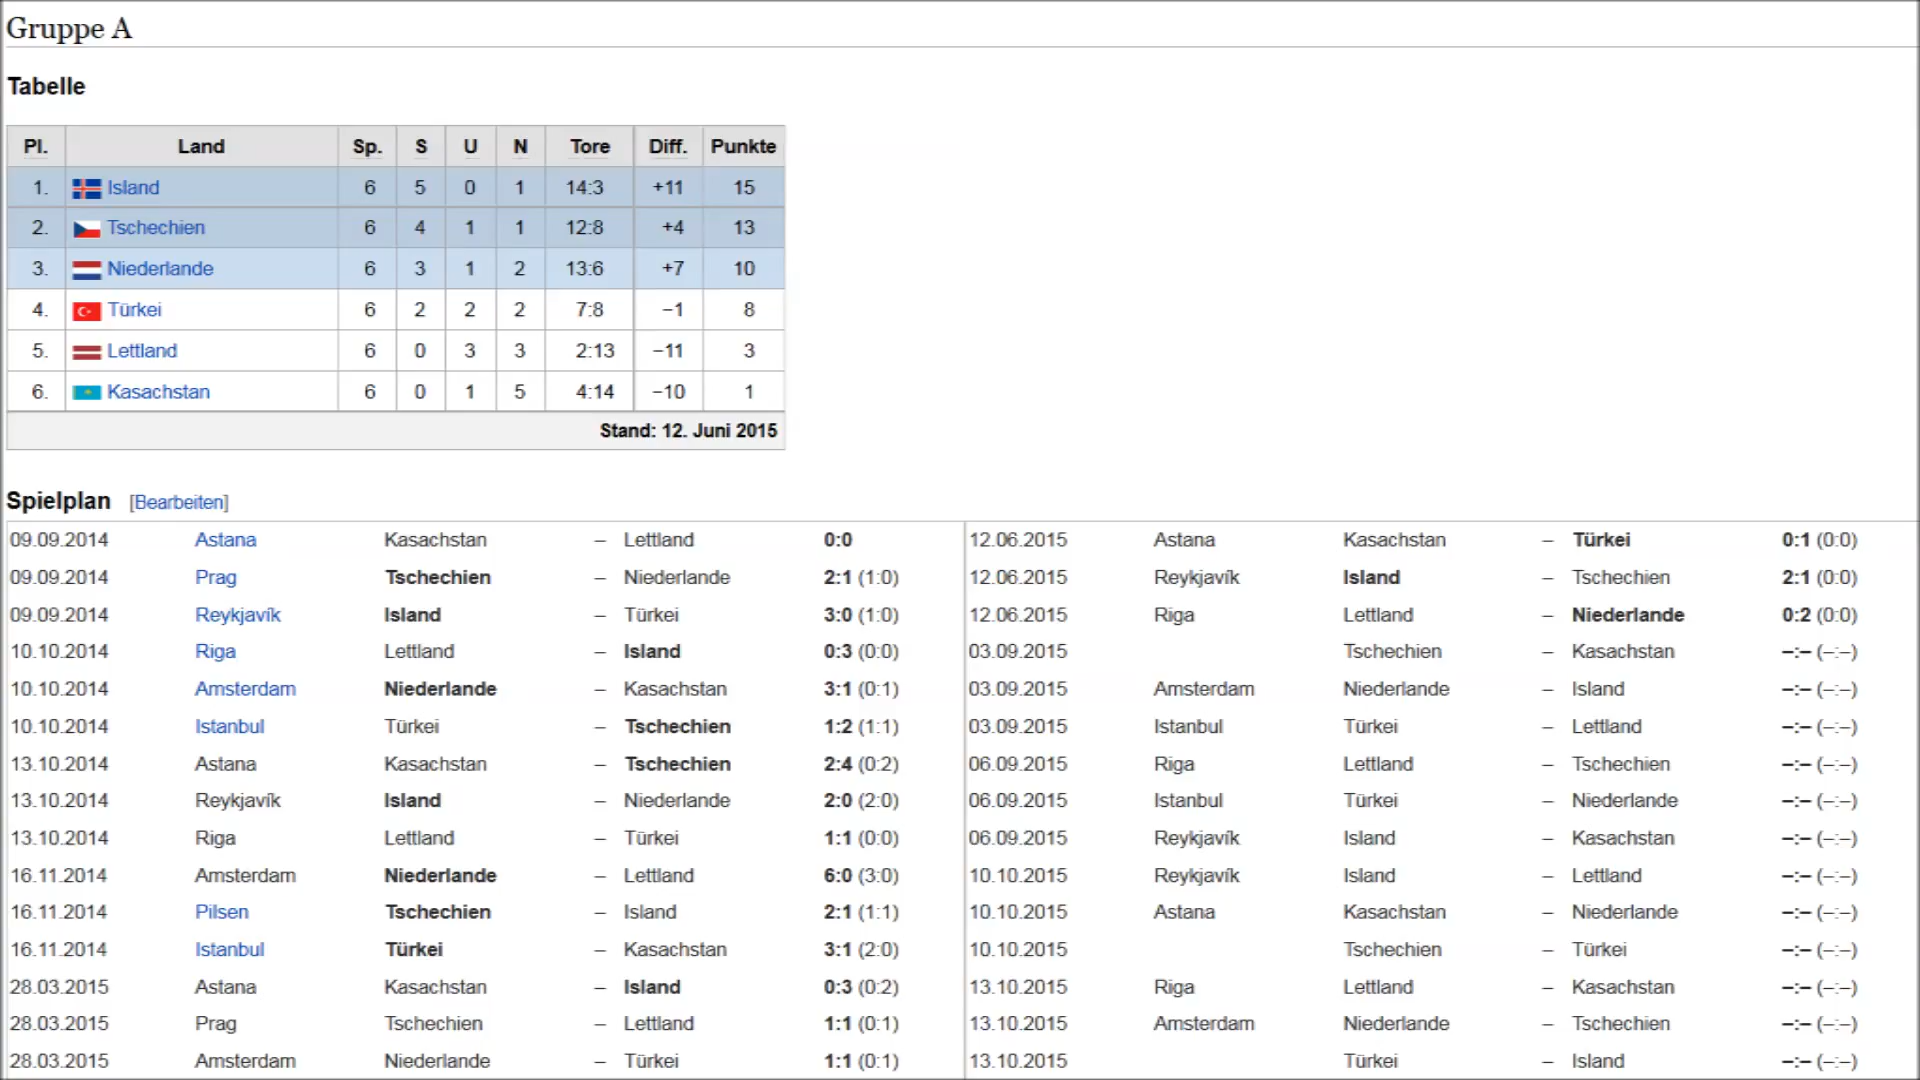 Gruppe A
Tabelle
Pl. Land Sp. S U N Tore Diff. Punkte
1. Island 6 5 0 1 14:3 +11 15
2. Tschechien 6 4 1 1 12:8 +4 13
3. Niederlande 6 3 1 2 13:6 +7 10
4. Türkei 6 2 2 2 7:8 −1 8
5. Lettland 6 0 3 3 2:13 −11 3
6. Kasachstan 6 0 1 5 4:14 −10 1
Stand: 12. Juni 2015
Spielplan [Bearbeiten]
09.09.2014 Astana Kasachstan – Lettland 0:0
09.09.2014 Prag Tschechien – Niederlande 2:1 (1:0)
09.09.2014 Reykjavík Island – Türkei 3:0 (1:0)
10.10.2014 Riga Lettland – Island 0:3 (0:0)
10.10.2014 Amsterdam Niederlande – Kasachstan 3:1 (0:1)
10.10.2014 Istanbul Türkei – Tschechien 1:2 (1:1)
13.10.2014 Astana Kasachstan – Tschechien 2:4 (0:2)
13.10.2014 Reykjavík Island – Niederlande 2:0 (2:0)
13.10.2014 Riga Lettland – Türkei 1:1 (0:0)
16.11.2014 Amsterdam Niederlande – Lettland 6:0 (3:0)
16.11.2014 Pilsen Tschechien – Island 2:1 (1:1)
16.11.2014 Istanbul Türkei – Kasachstan 3:1 (2:0)
28.03.2015 Astana Kasachstan – Island 0:3 (0:2)
28.03.2015 Prag Tschechien – Lettland 1:1 (0:1)
28.03.2015 Amsterdam Niederlande – Türkei 1:1 (0:1)
12.06.2015 Astana Kasachstan – Türkei 0:1 (0:0)
12.06.2015 Reykjavík Island – Tschechien 2:1 (0:0)
12.06.2015 Riga Lettland – Niederlande 0:2 (0:0)
03.09.2015 Tschechien – Kasachstan –:– (–:–)
03.09.2015 Amsterdam Niederlande – Island –:– (–:–)
03.09.2015 Istanbul Türkei – Lettland –:– (–:–)
06.09.2015 Riga Lettland – Tschechien –:– (–:–)
06.09.2015 Istanbul Türkei – Niederlande –:– (–:–)
06.09.2015 Reykjavík Island – Kasachstan –:– (–:–)
10.10.2015 Reykjavík Island – Lettland –:– (–:–)
10.10.2015 Astana Kasachstan – Niederlande –:– (–:–)
10.10.2015 Tschechien – Türkei –:– (–:–)
13.10.2015 Riga Lettland – Kasachstan –:– (–:–)
13.10.2015 Amsterdam Niederlande – Tschechien –:– (–:–)
13.10.2015 Türkei – Island –:– (–:–)